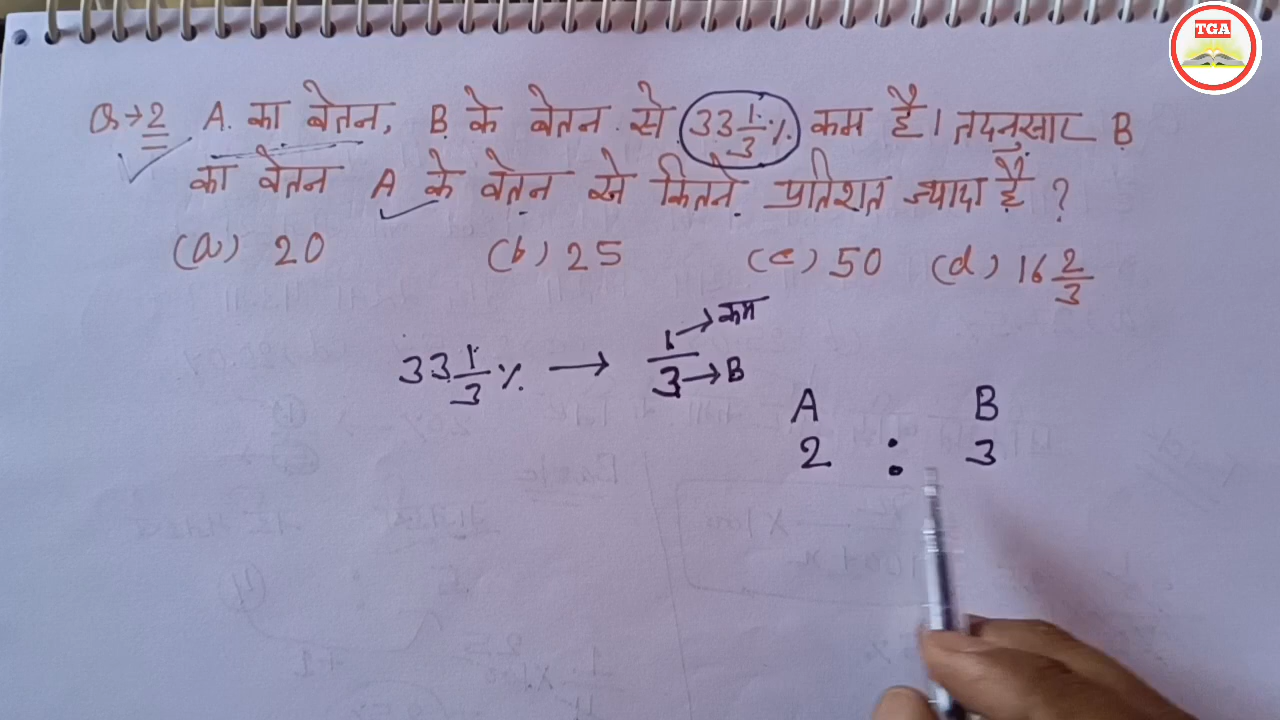 TGA
Q→2 A. का वेतन, B के वेतन से 33 1/3 % कम है। तदनुसार B
का वेतन A के वेतन से कितने प्रतिशत ज्यादा है ?
(a) 20 (b) 25 (c) 50 (d) 16 2/3
33 1/3 % → 1/3 → कम → B
A B
2 : 3